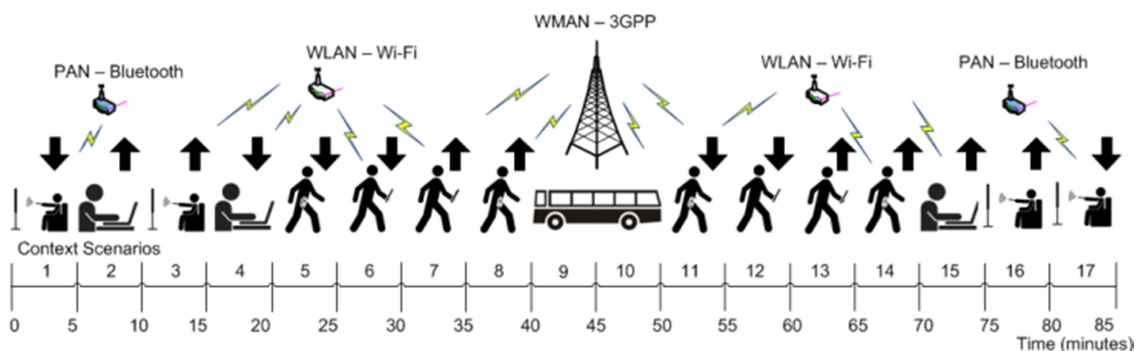 WMAN – 3GPP
WLAN – Wi-Fi
WLAN – Wi-Fi
PAN – Bluetooth
PAN – Bluetooth
Context Scenarios
1 2 3 4 5 6 7 8 9 10 11 12 13 14 15 16 17
0 5 10 15 20 25 30 35 40 45 50 55 60 65 70 75 80 85
Time (minutes)